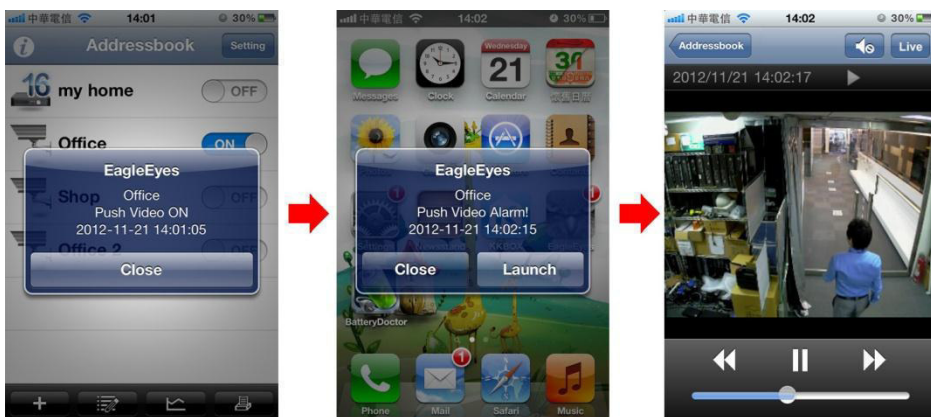 中華電信 14:01 30%
Addressbook Setting
16 my home OFF
Office ON
EagleEyes
Office
Push Video ON
2012-11-21 14:01:05
Close
Shop OFF
Office 2 OFF
中華電信 14:02 30%
Wednesday
21 30
Messages Clock Calendar
EagleEyes
Office
Push Video Alarm!
2012-11-21 14:02:15
Close Launch
1
KKBOX
BatteryDoctor
1
Phone Mail Safari Music
中華電信 14:02 30%
Addressbook Live
2012/11/21 14:02:17